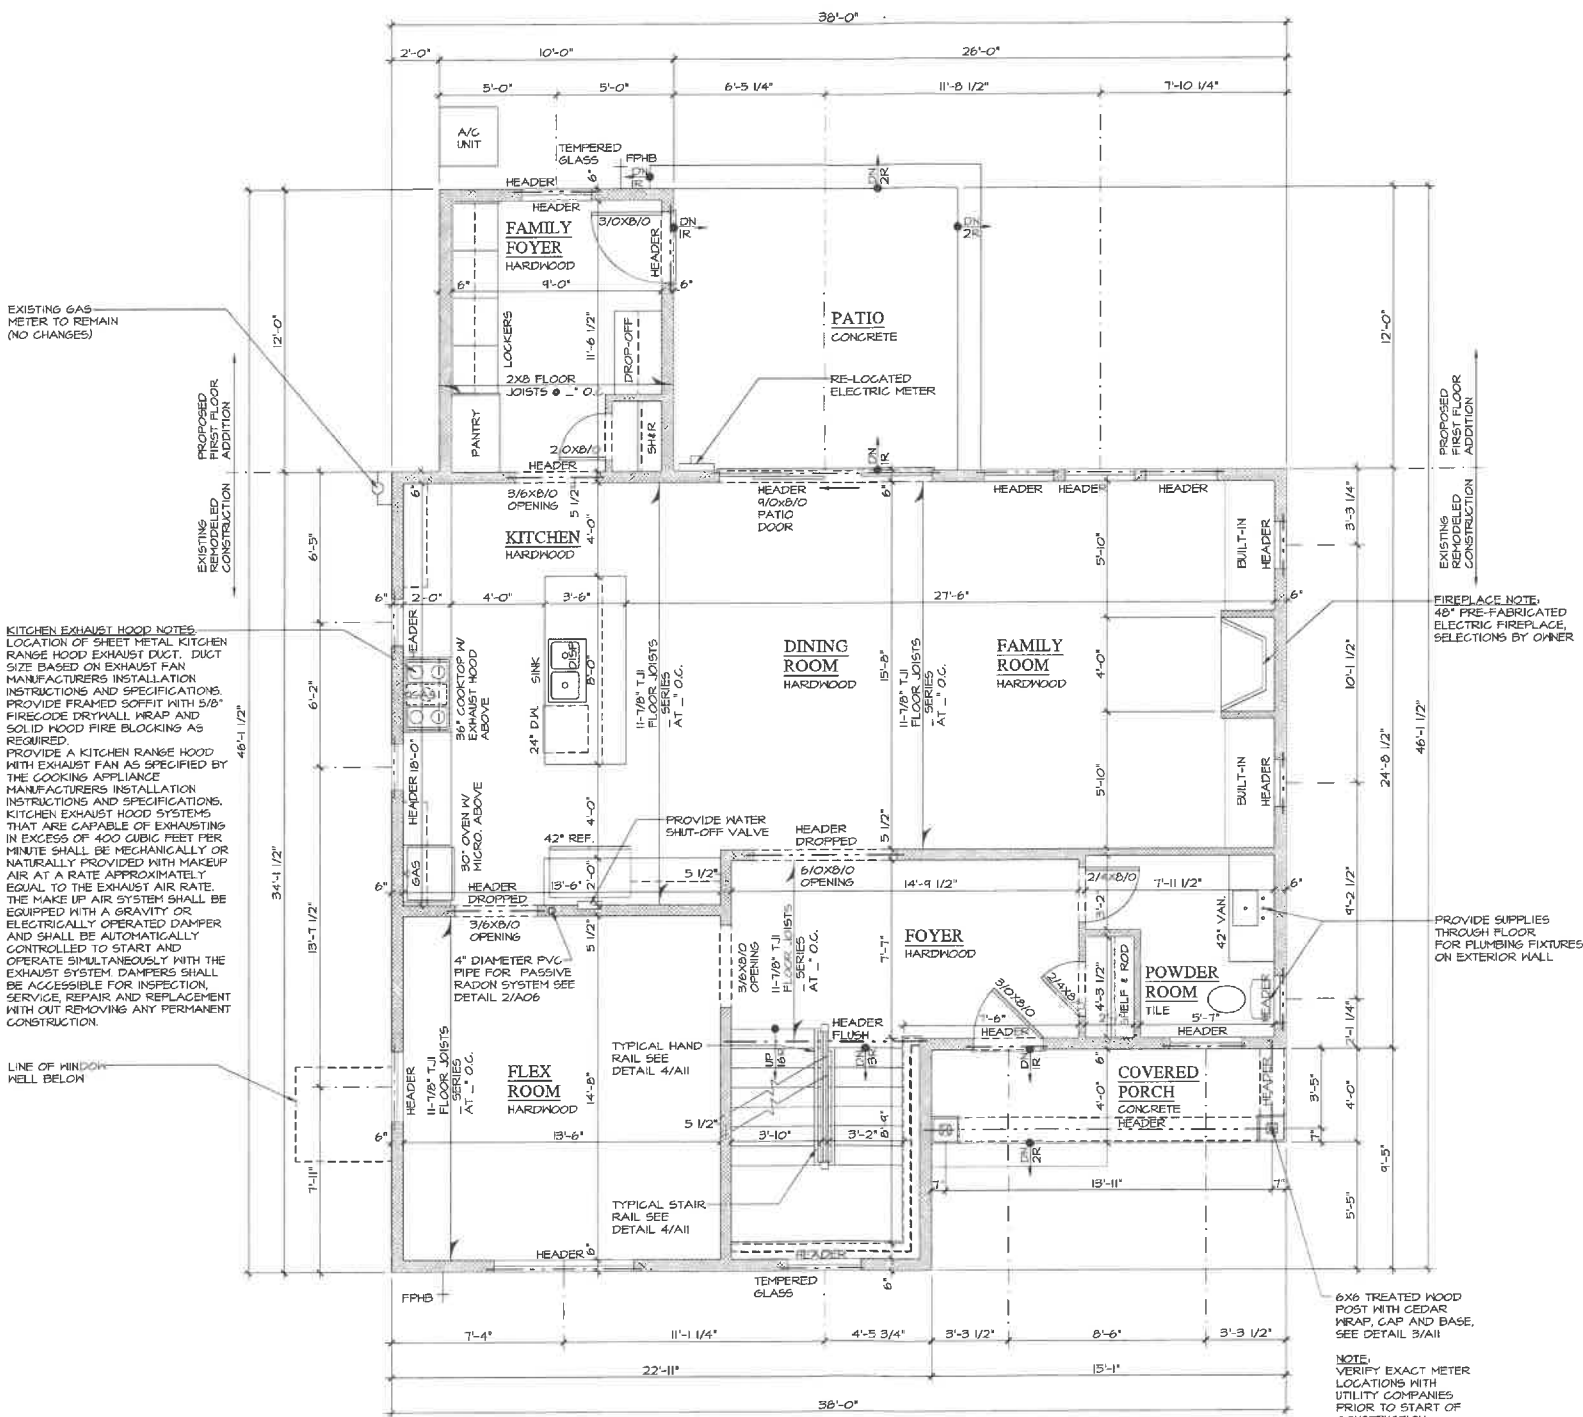 38'-0"
2'-0"
10'-0"
26'-0"
5'-0"
5'-0"
6'-5 1/4"
11'-8 1/2"
7'-10 1/4"
A/C
UNIT
TEMPERED
GLASS
FPHB
DN
1R
DN
2R
6"
HEADER
HEADER
3/0X8/0
DN
1R
DN
2R
FAMILY
FOYER
HARDWOOD
HEADER
6"
9'-0"
6"
LOCKERS
11'-6 1/2"
DROP-OFF
PATIO
CONCRETE
EXISTING GAS
METER TO REMAIN
(NO CHANGES)
12'-0"
12'-0"
2X8 FLOOR
JOISTS @ _" O.C.
RE-LOCATED
ELECTRIC METER
PANTRY
SH&R
2/0X8/0
HEADER
DN
1R
PROPOSED
FIRST FLOOR
ADDITION
PROPOSED
FIRST FLOOR
ADDITION
EXISTING
REMODELED
CONSTRUCTION
EXISTING
REMODELED
CONSTRUCTION
6"
3/6X8/0
OPENING
5 1/2"
HEADER
9/0x8/0
PATIO
DOOR
6"
HEADER
HEADER
HEADER
3'-3 1/4"
KITCHEN
HARDWOOD
4'-0"
5'-10"
BUILT-IN
HEADER
6'-5"
6"
2'-0"
4'-0"
3'-6"
27'-6"
6"
FIREPLACE NOTE:
48" PRE-FABRICATED
ELECTRIC FIREPLACE,
SELECTIONS BY OWNER
KITCHEN EXHAUST HOOD NOTES:
LOCATION OF SHEET METAL KITCHEN
RANGE HOOD EXHAUST DUCT. DUCT
SIZE BASED ON EXHAUST FAN
MANUFACTURERS INSTALLATION
INSTRUCTIONS AND SPECIFICATIONS.
PROVIDE FRAMED SOFFIT WITH 5/8"
FIRECODE DRYWALL WRAP AND
SOLID WOOD FIRE BLOCKING AS
REQUIRED.
PROVIDE A KITCHEN RANGE HOOD
WITH EXHAUST FAN AS SPECIFIED BY
THE COOKING APPLIANCE
MANUFACTURERS INSTALLATION
INSTRUCTIONS AND SPECIFICATIONS.
KITCHEN EXHAUST HOOD SYSTEMS
THAT ARE CAPABLE OF EXHAUSTING
IN EXCESS OF 400 CUBIC FEET PER
MINUTE SHALL BE MECHANICALLY OR
NATURALLY PROVIDED WITH MAKEUP
AIR AT A RATE APPROXIMATELY
EQUAL TO THE EXHAUST AIR RATE.
THE MAKE UP AIR SYSTEM SHALL BE
EQUIPPED WITH A GRAVITY OR
ELECTRICALLY OPERATED DAMPER
AND SHALL BE AUTOMATICALLY
CONTROLLED TO START AND
OPERATE SIMULTANEOUSLY WITH THE
EXHAUST SYSTEM. DAMPERS SHALL
BE ACCESSIBLE FOR INSPECTION,
SERVICE, REPAIR AND REPLACEMENT
WITH OUT REMOVING ANY PERMANENT
CONSTRUCTION.
46'-1 1/2"
34'-1 1/2"
6'-2"
13'-7 1/2"
7'-11"
HEADER
GAS
36" COOKTOP W/
EXHAUST HOOD
ABOVE
SINK
DISP
8'-0"
24" D.W.
11-7/8" TJI
FLOOR JOISTS
_ SERIES
AT _" O.C.
DINING
ROOM
HARDWOOD
15'-8"
11-7/8" TJI
FLOOR JOISTS
_ SERIES
AT _" O.C.
FAMILY
ROOM
HARDWOOD
4'-0"
10'-1 1/2"
24'-8 1/2"
46'-1 1/2"
HEADER
18'-0"
5'-10"
BUILT-IN
HEADER
30" OVEN W/
MICRO. ABOVE
GAS
4'-0"
42" REF.
PROVIDE WATER
SHUT-OFF VALVE
HEADER
DROPPED
5 1/2"
6"
HEADER
DROPPED
13'-6"
2'-0"
5 1/2"
6/0X8/0
OPENING
14'-9 1/2"
2/4X8/0
7'-11 1/2"
6"
3/6X8/0
OPENING
5 1/2"
4" DIAMETER PVC
PIPE FOR PASSIVE
RADON SYSTEM SEE
DETAIL 2/A06
3/6X8/0
OPENING
11-7/8" TJI
FLOOR JOISTS
_ SERIES
AT _" O.C.
7'-7"
FOYER
HARDWOOD
3'-2"
42" VAN.
9'-2 1/2"
PROVIDE SUPPLIES
THROUGH FLOOR
FOR PLUMBING FIXTURES
ON EXTERIOR WALL
4'-3 1/2"
SHELF & ROD
POWDER
ROOM
TILE
HEADER
3/0X8/0
2/4X8/
5'-7"
HEADER
HEADER
2'-1 1/4"
TYPICAL HAND
RAIL SEE
DETAIL 4/A11
UP
16R
HEADER
FLUSH
DN
13R
DN
1R
6"
LINE OF WINDOW
WELL BELOW
HEADER
11-7/8" TJI
FLOOR JOISTS
_ SERIES
AT _" O.C.
FLEX
ROOM
HARDWOOD
14'-8"
COVERED
PORCH
CONCRETE
HEADER
HEADER
4'-0"
3'-5"
4'-0"
7"
9'-5"
5'-5"
6"
13'-6"
5 1/2"
3'-10"
3'-2"
8'-9"
DN
2R
7"
13'-11"
7"
TYPICAL STAIR
RAIL SEE
DETAIL 4/A11
HEADER
6"
HEADER
TEMPERED
GLASS
6"
FPHB
6X6 TREATED WOOD
POST WITH CEDAR
WRAP, CAP AND BASE,
SEE DETAIL 3/A11
7'-4"
11'-1 1/4"
4'-5 3/4"
3'-3 1/2"
8'-6"
3'-3 1/2"
22'-11"
15'-1"
38'-0"
NOTE:
VERIFY EXACT METER
LOCATIONS WITH
UTILITY COMPANIES
PRIOR TO START OF